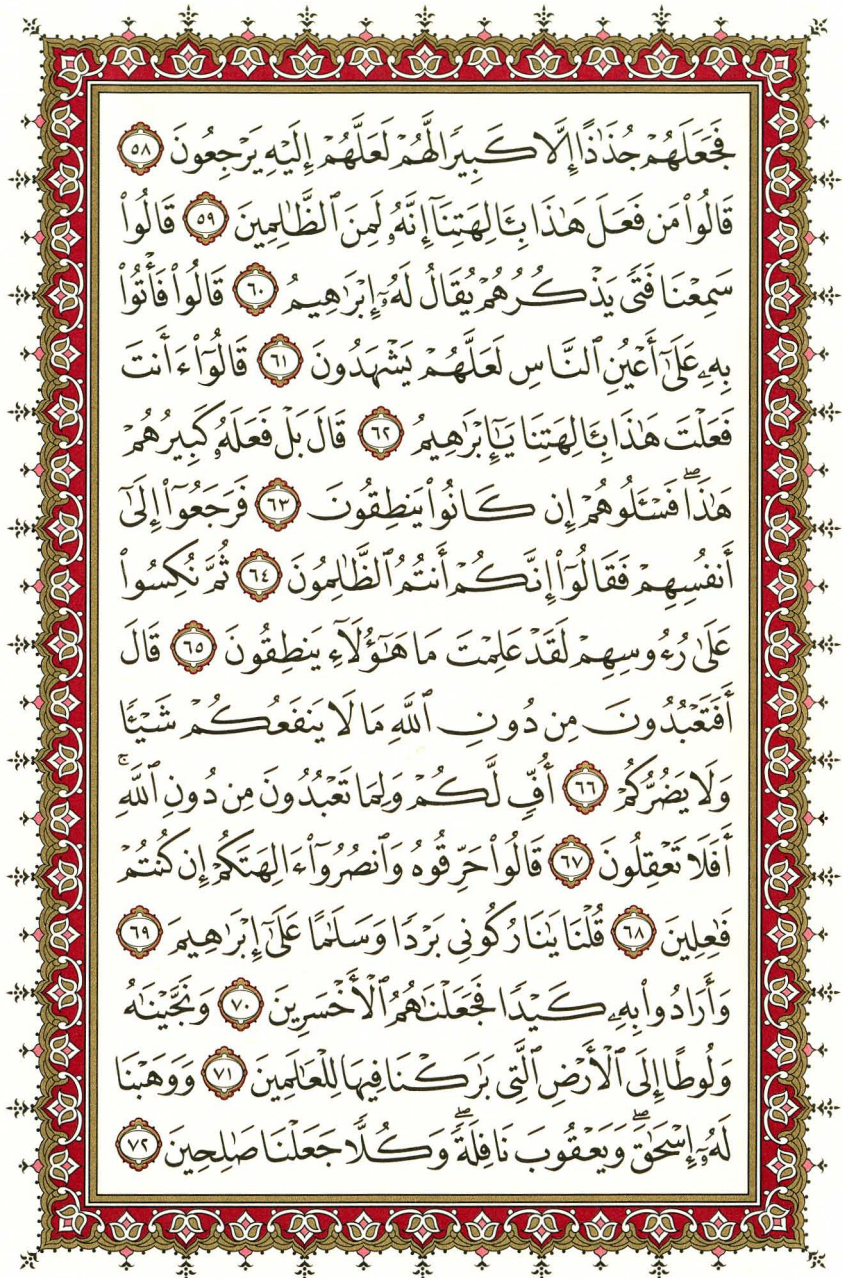 فَجَعَلَهُمْ جُذَٰذًا إِلَّا كَبِيرًا لَّهُمْ لَعَلَّهُمْ إِلَيْهِ يَرْجِعُونَ ٥٨
قَالُوا۟ مَن فَعَلَ هَٰذَا بِـَٔالِهَتِنَآ إِنَّهُۥ لَمِنَ ٱلظَّٰلِمِينَ ٥٩ قَالُوا۟
سَمِعْنَا فَتًى يَذْكُرُهُمْ يُقَالُ لَهُۥٓ إِبْرَٰهِيمُ ٦٠ قَالُوا۟ فَأْتُوا۟
بِهِۦ عَلَىٰٓ أَعْيُنِ ٱلنَّاسِ لَعَلَّهُمْ يَشْهَدُونَ ٦١ قَالُوٓا۟ ءَأَنتَ
فَعَلْتَ هَٰذَا بِـَٔالِهَتِنَا يَٰٓإِبْرَٰهِيمُ ٦٢ قَالَ بَلْ فَعَلَهُۥ كَبِيرُهُمْ
هَٰذَا فَسْـَٔلُوهُمْ إِن كَانُوا۟ يَنطِقُونَ ٦٣ فَرَجَعُوٓا۟ إِلَىٰٓ
أَنفُسِهِمْ فَقَالُوٓا۟ إِنَّكُمْ أَنتُمُ ٱلظَّٰلِمُونَ ٦٤ ثُمَّ نُكِسُوا۟
عَلَىٰ رُءُوسِهِمْ لَقَدْ عَلِمْتَ مَا هَٰٓؤُلَآءِ يَنطِقُونَ ٦٥ قَالَ
أَفَتَعْبُدُونَ مِن دُونِ ٱللَّهِ مَا لَا يَنفَعُكُمْ شَيْـًٔا
وَلَا يَضُرُّكُمْ ٦٦ أُفٍّ لَّكُمْ وَلِمَا تَعْبُدُونَ مِن دُونِ ٱللَّهِ ۚ
أَفَلَا تَعْقِلُونَ ٦٧ قَالُوا۟ حَرِّقُوهُ وَٱنصُرُوٓا۟ ءَالِهَتَكُمْ إِن كُنتُمْ
فَٰعِلِينَ ٦٨ قُلْنَا يَٰنَارُ كُونِى بَرْدًا وَسَلَٰمًا عَلَىٰٓ إِبْرَٰهِيمَ ٦٩
وَأَرَادُوا۟ بِهِۦ كَيْدًا فَجَعَلْنَٰهُمُ ٱلْأَخْسَرِينَ ٧٠ وَنَجَّيْنَٰهُ
وَلُوطًا إِلَى ٱلْأَرْضِ ٱلَّتِى بَٰرَكْنَا فِيهَا لِلْعَٰلَمِينَ ٧١ وَوَهَبْنَا
لَهُۥٓ إِسْحَٰقَ ۖ وَيَعْقُوبَ نَافِلَةً ۖ وَكُلًّا جَعَلْنَا صَٰلِحِينَ ٧٢